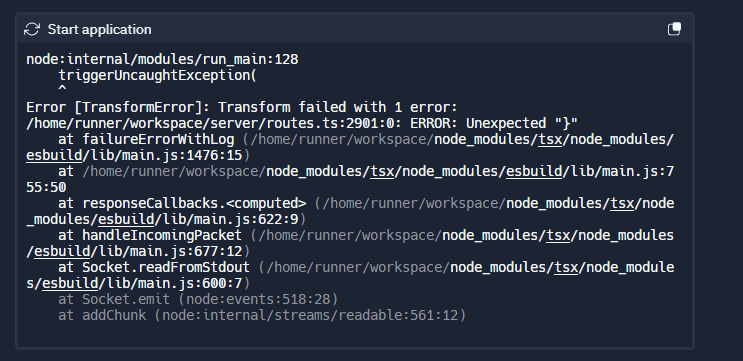 Start application
node:internal/modules/run_main:128
    triggerUncaughtException(
    ^
Error [TransformError]: Transform failed with 1 error:
/home/runner/workspace/server/routes.ts:2901:0: ERROR: Unexpected "}"
    at failureErrorWithLog (/home/runner/workspace/node_modules/tsx/node_modules/
esbuild/lib/main.js:1476:15)
    at /home/runner/workspace/node_modules/tsx/node_modules/esbuild/lib/main.js:7
55:50
    at responseCallbacks.<computed> (/home/runner/workspace/node_modules/tsx/node
_modules/esbuild/lib/main.js:622:9)
    at handleIncomingPacket (/home/runner/workspace/node_modules/tsx/node_modules
/esbuild/lib/main.js:677:12)
    at Socket.readFromStdout (/home/runner/workspace/node_modules/tsx/node_module
s/esbuild/lib/main.js:600:7)
    at Socket.emit (node:events:518:28)
    at addChunk (node:internal/streams/readable:561:12)